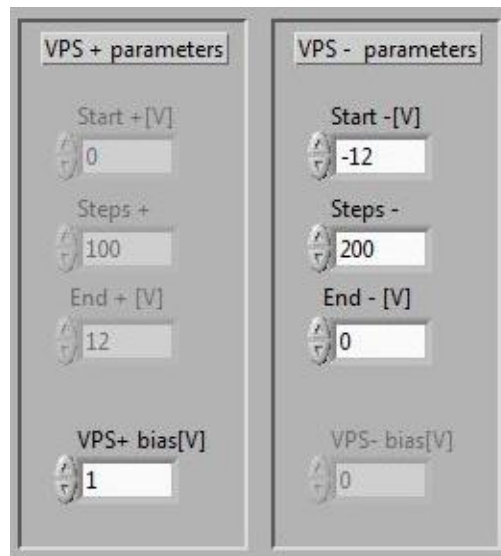 VPS + parameters
Start +[V]
0
Steps +
100
End + [V]
12
VPS+ bias[V]
1
VPS -  parameters
Start -[V]
-12
Steps -
200
End - [V]
0
VPS- bias[V]
0